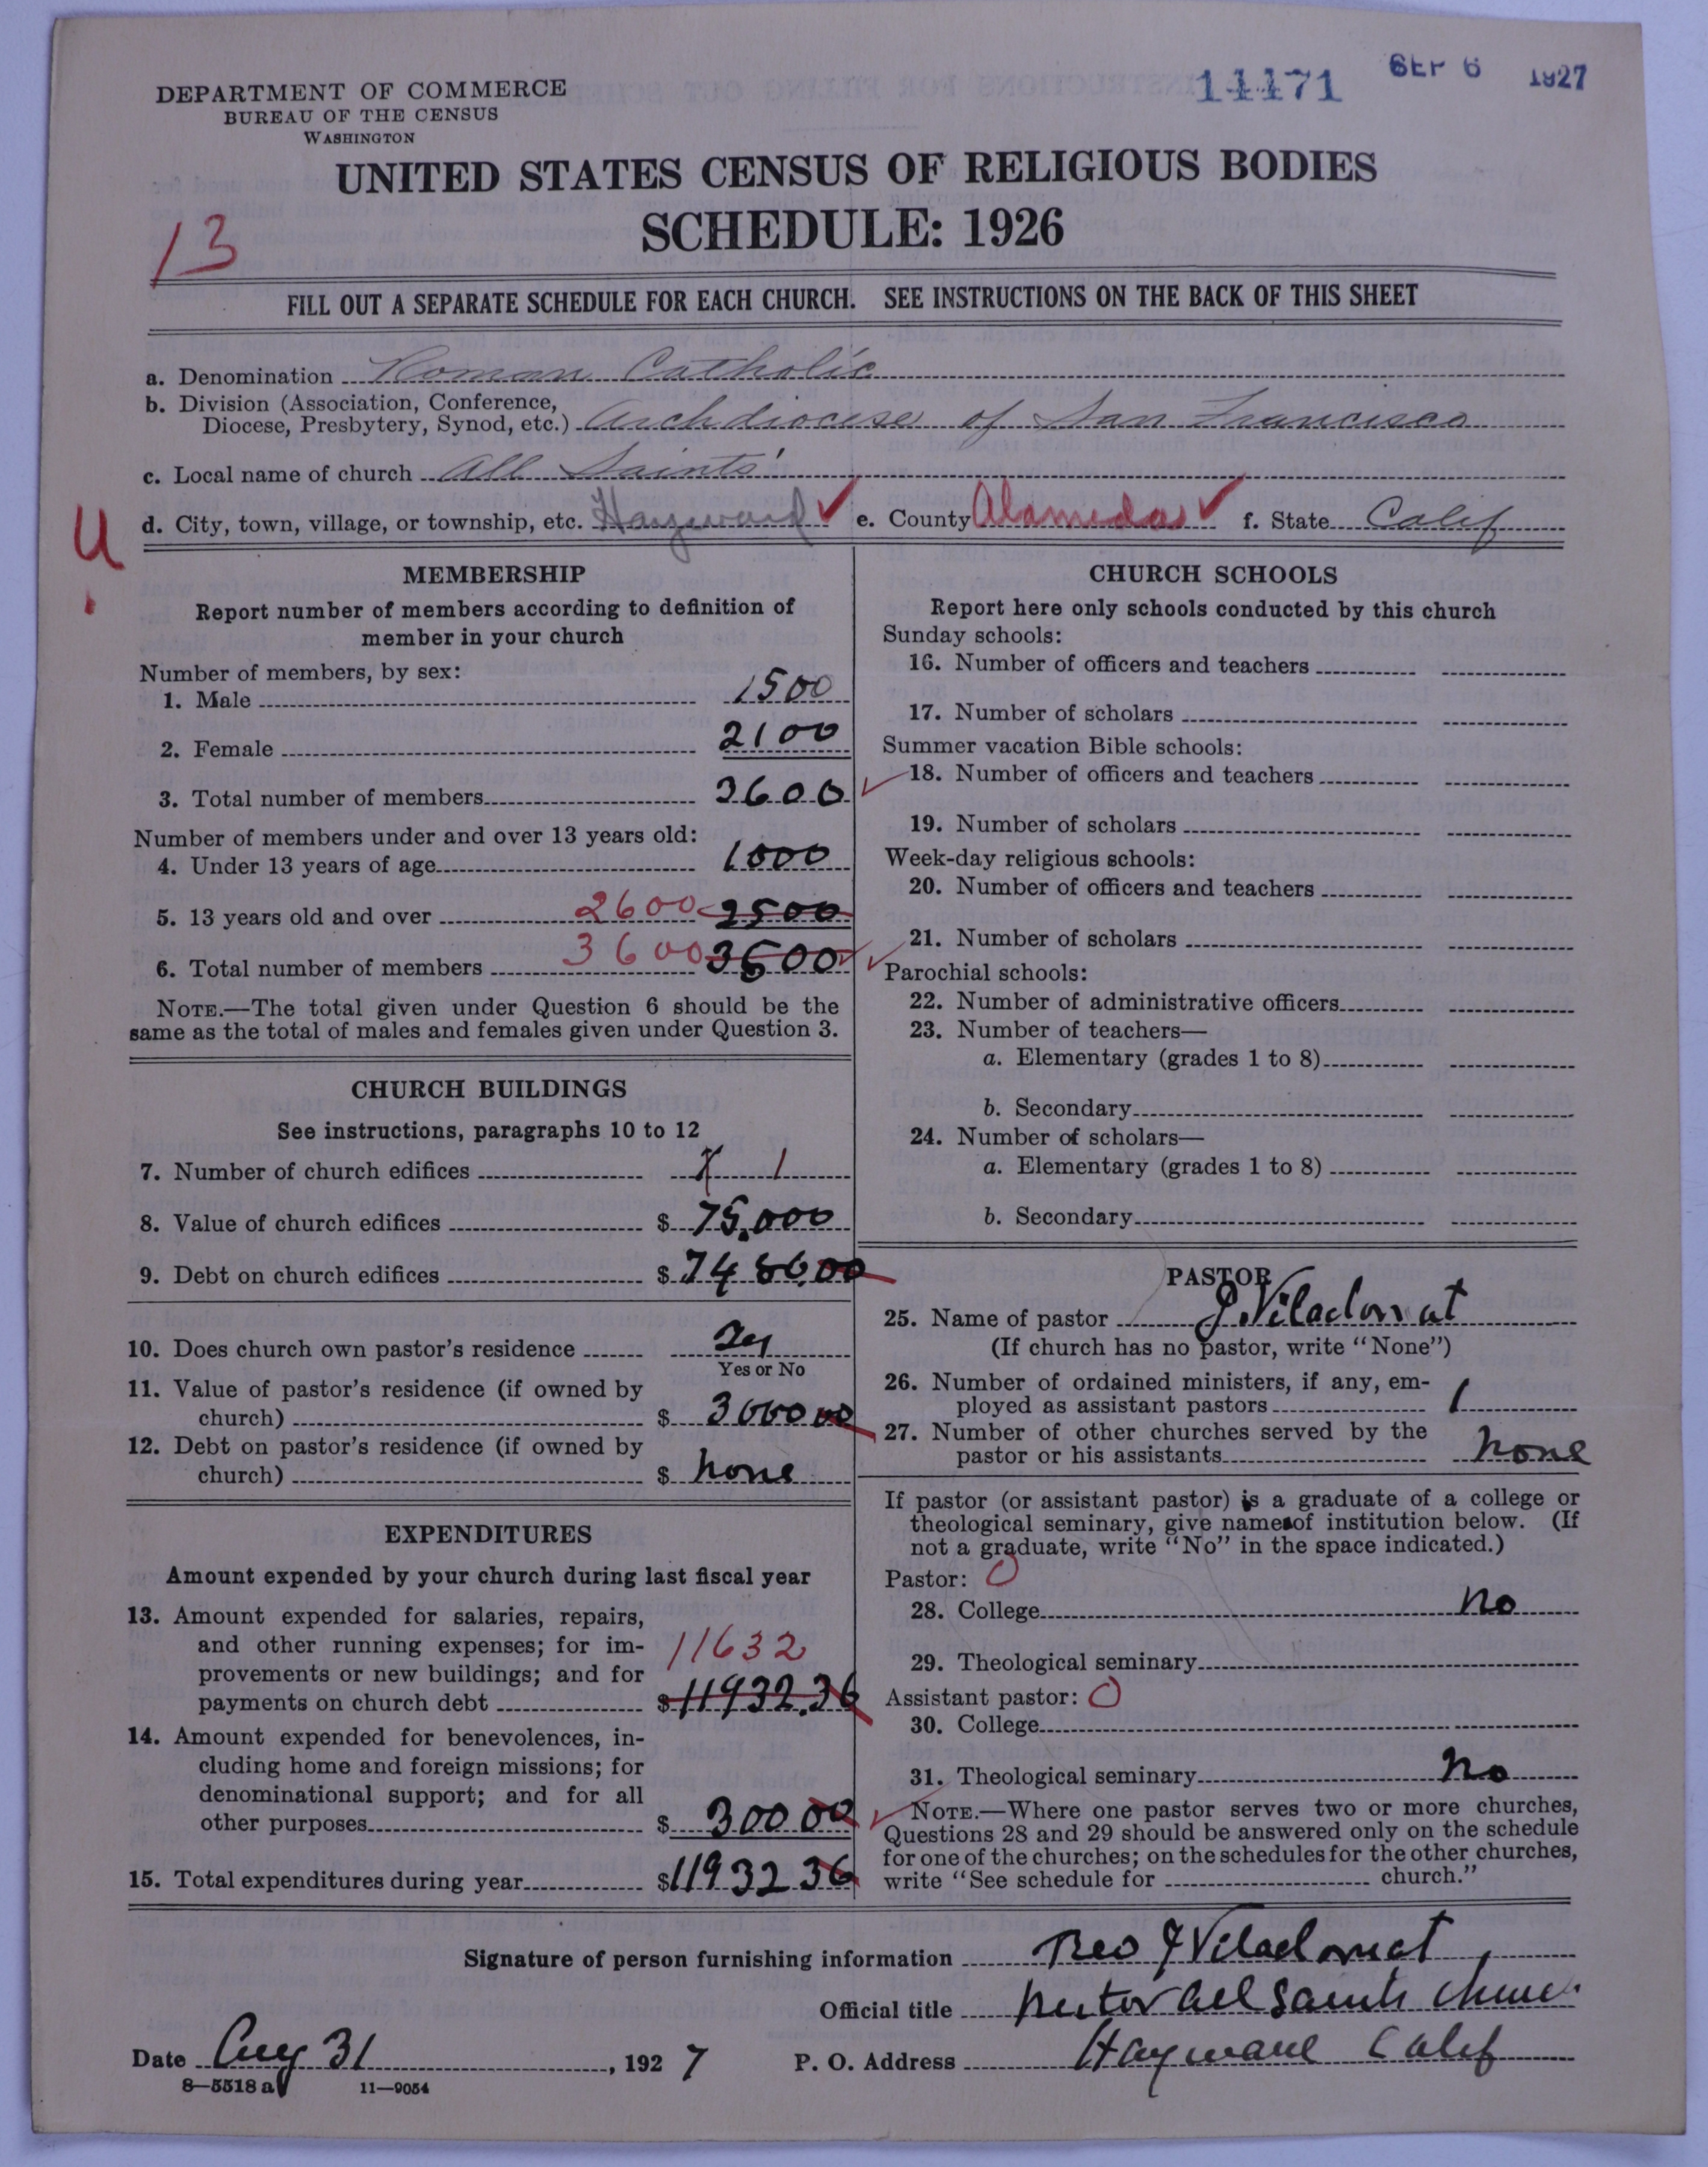 DEPARTMENT OF COMMERCE
BUREAU OF THE CENSUS
WASHINGTON
11171 SEP 6 1927
UNITED STATES CENSUS OF RELIGIOUS BODIES
SCHEDULE: 1926
13
FILL OUT A SEPARATE SCHEDULE FOR EACH CHURCH. SEE INSTRUCTIONS ON THE BACK OF THIS SHEET
a. Denomination Roman Catholic
b. Division (Association, Conference,
Diocese, Presbytery, Synod, etc.) Archdiocese of San Francisco
c. Local name of church All Saints'
U
d. City, town, village, or township, etc. Hayward ✓ e. County Alameda ✓ f. State Calif
MEMBERSHIP
Report number of members according to definition of
member in your church
Number of members, by sex:
1. Male 1500
2. Female 2100
3. Total number of members 3600
Number of members under and over 13 years old:
4. Under 13 years of age 1000
5. 13 years old and over 2600 2500
6. Total number of members 3600 3500
NOTE.—The total given under Question 6 should be the
same as the total of males and females given under Question 3.
CHURCH BUILDINGS
See instructions, paragraphs 10 to 12
7. Number of church edifices 1
8. Value of church edifices $ 75,000
9. Debt on church edifices $
10. Does church own pastor's residence
Yes or No
11. Value of pastor's residence (if owned by
church) $ 3000 00
12. Debt on pastor's residence (if owned by
church) $ none
EXPENDITURES
Amount expended by your church during last fiscal year
13. Amount expended for salaries, repairs,
and other running expenses; for im-
provements or new buildings; and for 11632
payments on church debt $ 11932.36
14. Amount expended for benevolences, in-
cluding home and foreign missions; for
denominational support; and for all
other purposes $ 300 00
15. Total expenditures during year $ 11932 36
CHURCH SCHOOLS
Report here only schools conducted by this church
Sunday schools:
16. Number of officers and teachers
17. Number of scholars
Summer vacation Bible schools:
18. Number of officers and teachers
19. Number of scholars
Week-day religious schools:
20. Number of officers and teachers
21. Number of scholars
Parochial schools:
22. Number of administrative officers
23. Number of teachers—
a. Elementary (grades 1 to 8)
b. Secondary
24. Number of scholars—
a. Elementary (grades 1 to 8)
b. Secondary
PASTOR
25. Name of pastor J. Viladomat
(If church has no pastor, write "None")
26. Number of ordained ministers, if any, em-
ployed as assistant pastors 1
27. Number of other churches served by the
pastor or his assistants none
If pastor (or assistant pastor) is a graduate of a college or
theological seminary, give names of institution below. (If
not a graduate, write "No" in the space indicated.)
Pastor: 0
28. College no
29. Theological seminary
Assistant pastor: 0
30. College
31. Theological seminary no
NOTE.—Where one pastor serves two or more churches,
Questions 28 and 29 should be answered only on the schedule
for one of the churches; on the schedules for the other churches,
write "See schedule for church."
Signature of person furnishing information J Viladomat
Official title Rector All Saints Church
Date Aug 31, 1927 P. O. Address Hayward Calif
8—5518 a 11—9054